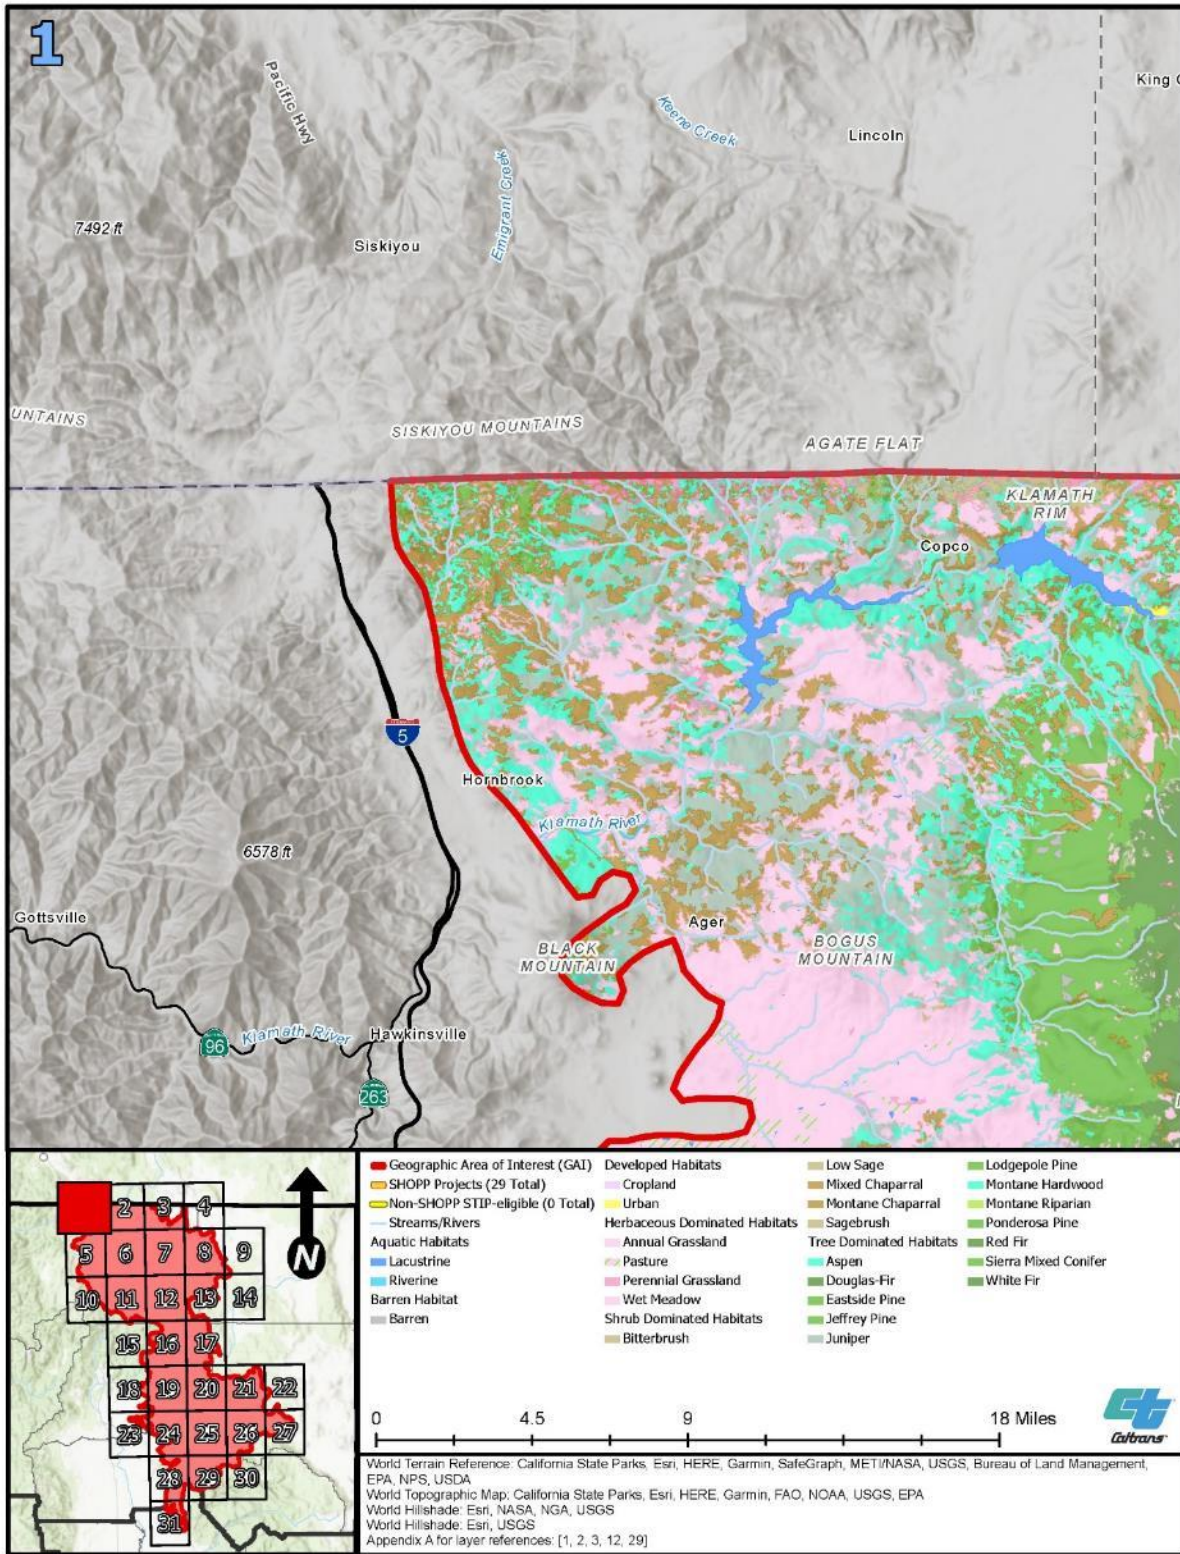 1
Pacific Hwy
King
Keene Creek
Lincoln
Emigrant Creek
7492 ft
Siskiyou
UNTAINS
SISKIYOU MOUNTAINS
AGATE FLAT
KLAMATH
RIM
Copco
5
Hornbrook
Klamath River
6578 ft
Gottsville
Ager
BLACK
MOUNTAIN
BOGUS
MOUNTAIN
96
Klamath River
Hawkinsville
263
2 3 4
5 6 7 8 9
10 11 12 13 14
15 16 17
18 19 20 21 22
23 24 25 26 27
28 29 30
31
N
Geographic Area of Interest (GAI)
SHOPP Projects (29 Total)
Non-SHOPP STIP-eligible (0 Total)
Streams/Rivers
Aquatic Habitats
Lacustrine
Riverine
Barren Habitat
Barren
Developed Habitats
Cropland
Urban
Herbaceous Dominated Habitats
Annual Grassland
Pasture
Perennial Grassland
Wet Meadow
Shrub Dominated Habitats
Bitterbrush
Low Sage
Mixed Chaparral
Montane Chaparral
Sagebrush
Tree Dominated Habitats
Aspen
Douglas-Fir
Eastside Pine
Jeffrey Pine
Juniper
Lodgepole Pine
Montane Hardwood
Montane Riparian
Ponderosa Pine
Red Fir
Sierra Mixed Conifer
White Fir
0 4.5 9 18 Miles
ct
Caltrans
World Terrain Reference: California State Parks, Esri, HERE, Garmin, SafeGraph, METI/NASA, USGS, Bureau of Land Management,
EPA, NPS, USDA
World Topographic Map: California State Parks, Esri, HERE, Garmin, FAO, NOAA, USGS, EPA
World Hillshade: Esri, NASA, NGA, USGS
World Hillshade: Esri, USGS
Appendix A for layer references: [1, 2, 3, 12, 29]